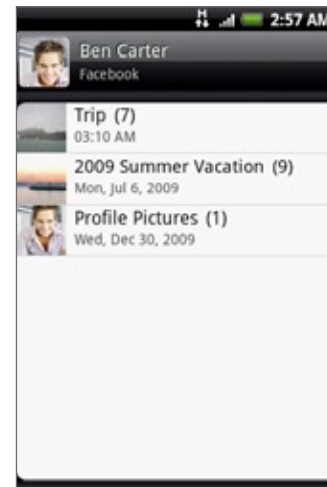 H
2:57 AM
Ben Carter
Facebook
Trip (7)
03:10 AM
2009 Summer Vacation (9)
Mon, Jul 6, 2009
Profile Pictures (1)
Wed, Dec 30, 2009